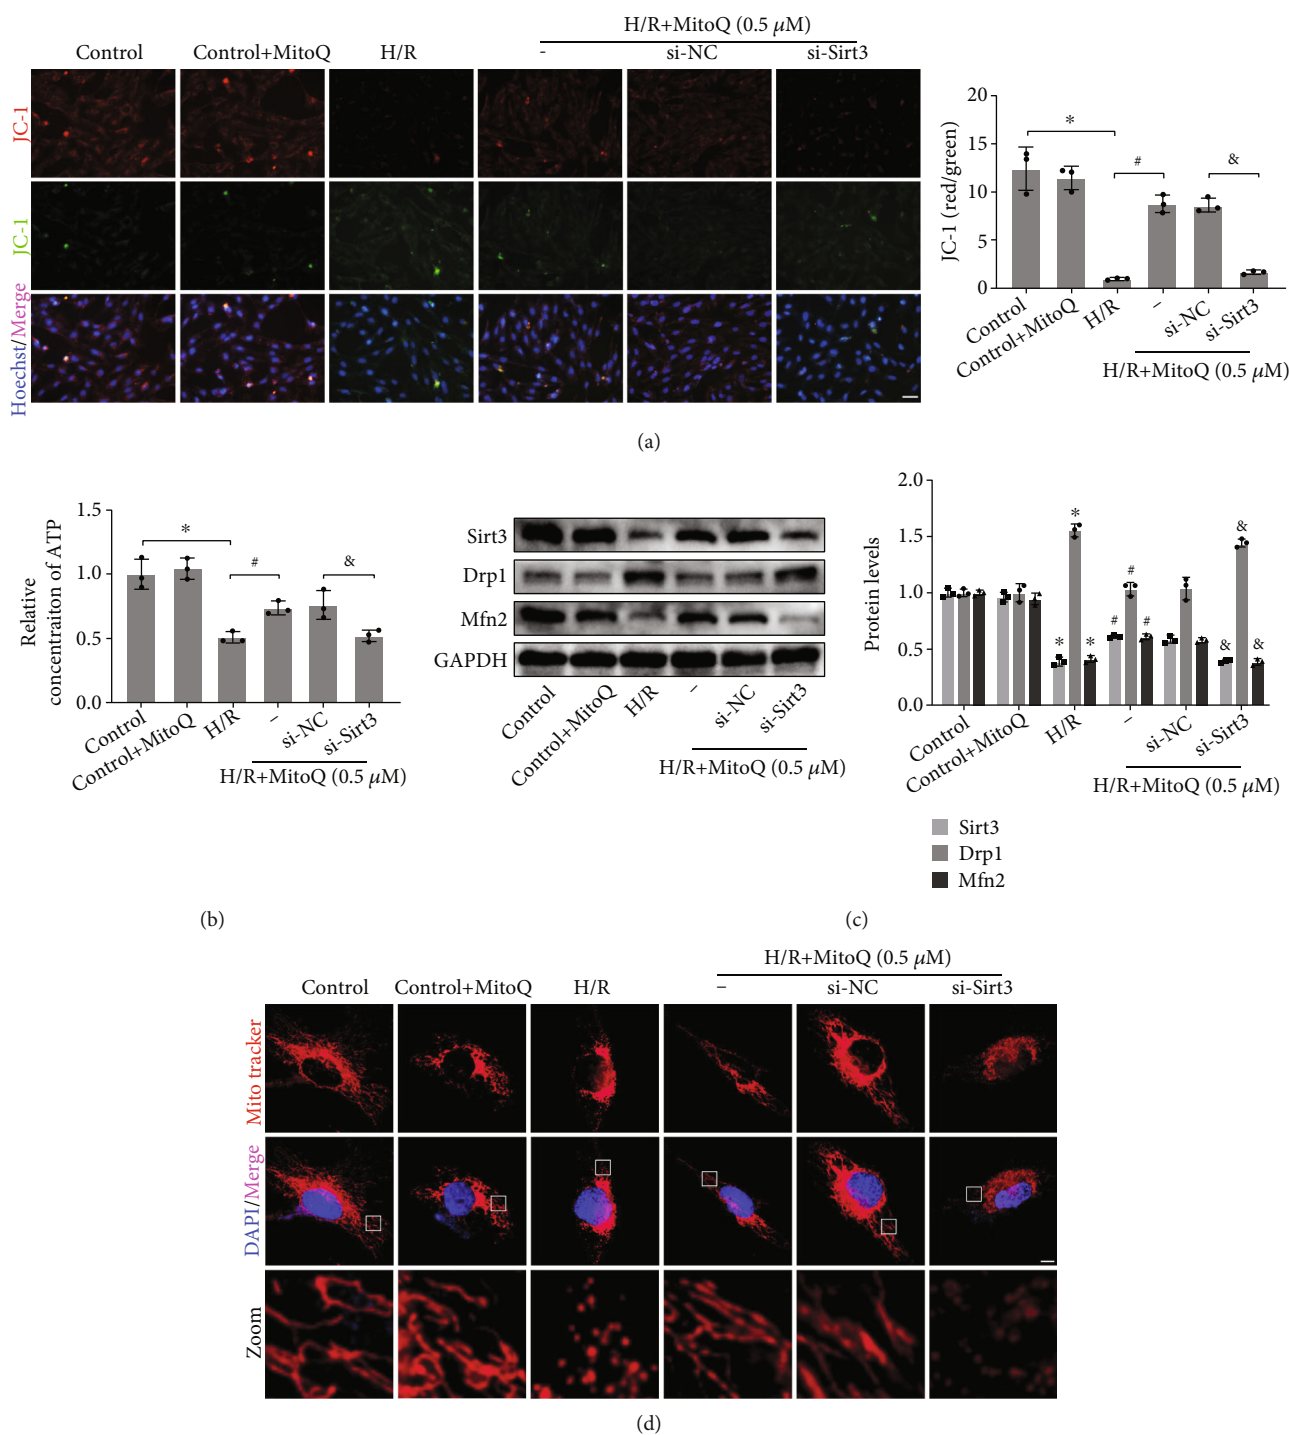 H/R+MitoQ (0.5 μM)
Control Control+MitoQ H/R - si-NC si-Sirt3
JC-1
JC-1
Hoechst/Merge
20
15
10
5
0
JC-1 (red/green)
*
#
&
Control
Control+MitoQ
H/R
–
si-NC
si-Sirt3
H/R+MitoQ (0.5 μM)
(a)
1.5
1.0
0.5
0.0
Relative
concentraiton of ATP
*
#
&
Control
Control+MitoQ
H/R
–
si-NC
si-Sirt3
H/R+MitoQ (0.5 μM)
(b)
Sirt3
Drp1
Mfn2
GAPDH
Control
Control+MitoQ
H/R
–
si-NC
si-Sirt3
H/R+MitoQ (0.5 μM)
2.0
1.5
1.0
0.5
0.0
Protein levels
* * *
# # #
& & &
Control
Control+MitoQ
H/R
–
si-NC
si-Sirt3
H/R+MitoQ (0.5 μM)
Sirt3
Drp1
Mfn2
(c)
H/R+MitoQ (0.5 μM)
Control Control+MitoQ H/R – si-NC si-Sirt3
Mito tracker
DAPI/Merge
Zoom
(d)